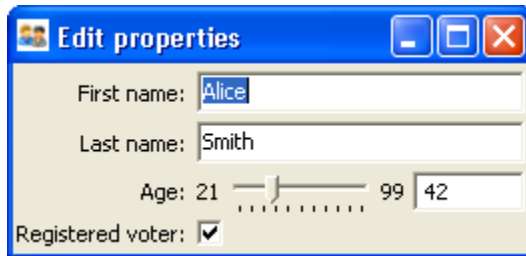 Edit properties
First name: Alice
Last name: Smith
Age: 21 99 42
Registered voter: